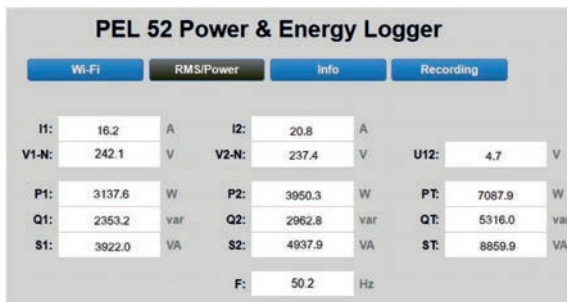 PEL 52 Power & Energy Logger
Wi-Fi RMS/Power Info Recording
I1: 16.2 A I2: 20.8 A
V1-N: 242.1 V V2-N: 237.4 V U12: 4.7 V
P1: 3137.6 W P2: 3950.3 W PT: 7087.9 W
Q1: 2353.2 var Q2: 2962.8 var QT: 5316.0 var
S1: 3922.0 VA S2: 4937.9 VA ST: 8859.9 VA
F: 50.2 Hz